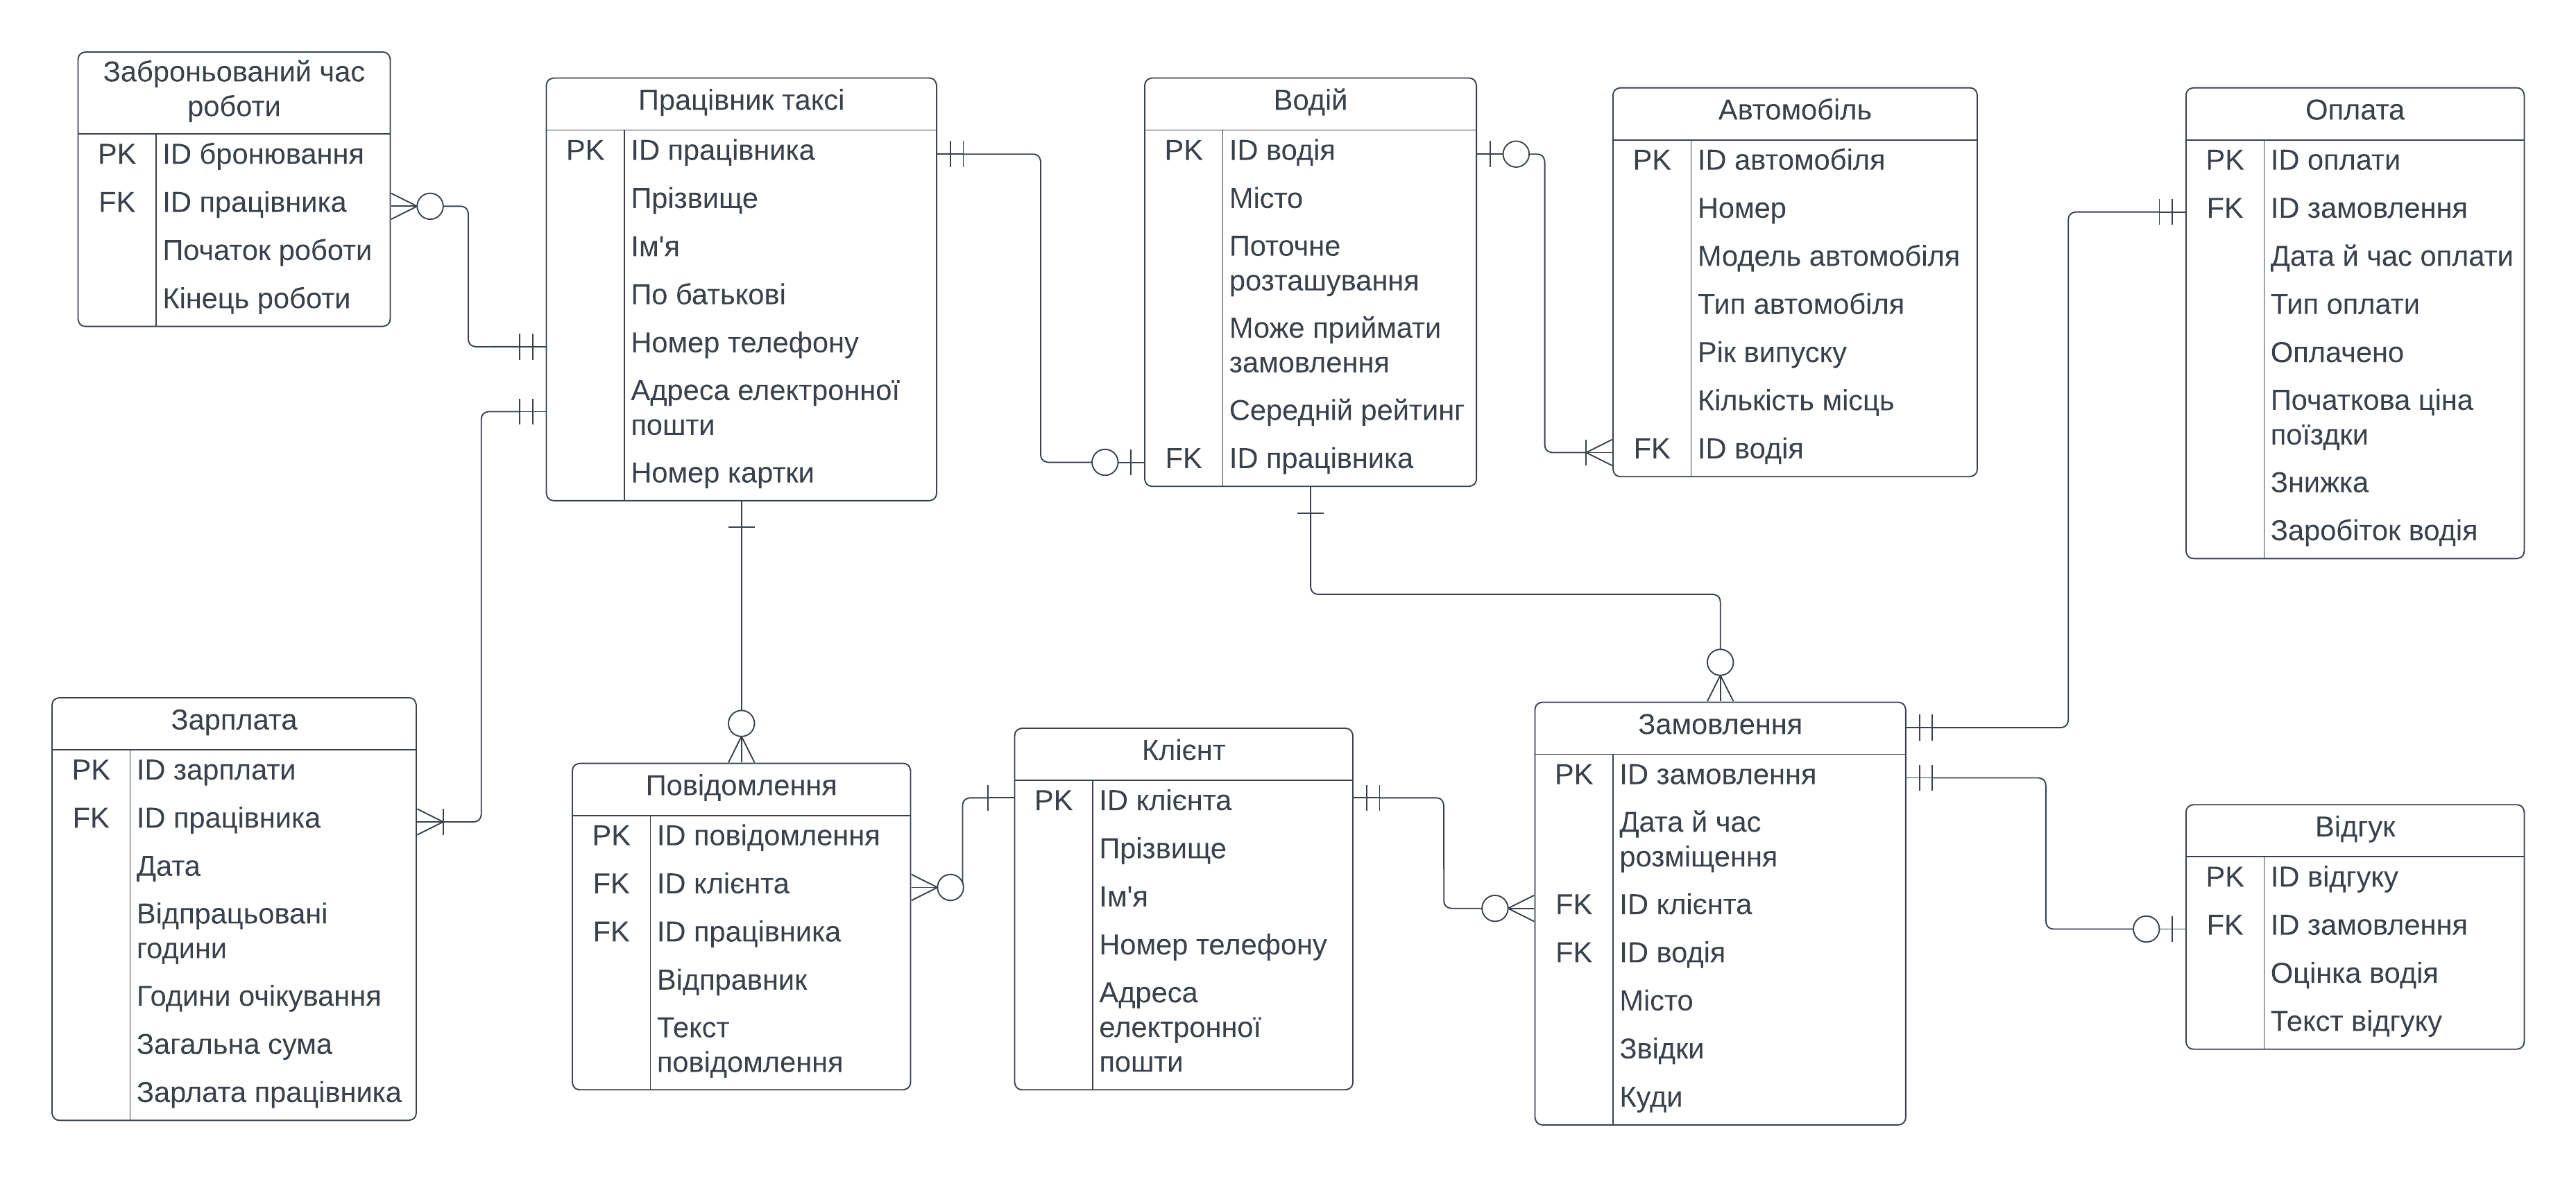 Заброньований час
роботи
PK ID бронювання
FK ID працівника
Початок роботи
Кінець роботи
Працівник таксі
PK ID працівника
Прізвище
Ім'я
По батькові
Номер телефону
Адреса електронної
пошти
Номер картки
Водій
PK ID водія
Місто
Поточне
розташування
Може приймати
замовлення
Середній рейтинг
FK ID працівника
Автомобіль
PK ID автомобіля
Номер
Модель автомобіля
Тип автомобіля
Рік випуску
Кількість місць
FK ID водія
Оплата
PK ID оплати
FK ID замовлення
Дата й час оплати
Тип оплати
Оплачено
Початкова ціна
поїздки
Знижка
Заробіток водія
Зарплата
PK ID зарплати
FK ID працівника
Дата
Відпрацьовані
години
Години очікування
Загальна сума
Зарлата працівника
Повідомлення
PK ID повідомлення
FK ID клієнта
FK ID працівника
Відправник
Текст
повідомлення
Клієнт
PK ID клієнта
Прізвище
Ім'я
Номер телефону
Адреса
електронної
пошти
Замовлення
PK ID замовлення
Дата й час
розміщення
FK ID клієнта
FK ID водія
Місто
Звідки
Куди
Відгук
PK ID відгуку
FK ID замовлення
Оцінка водія
Текст відгуку